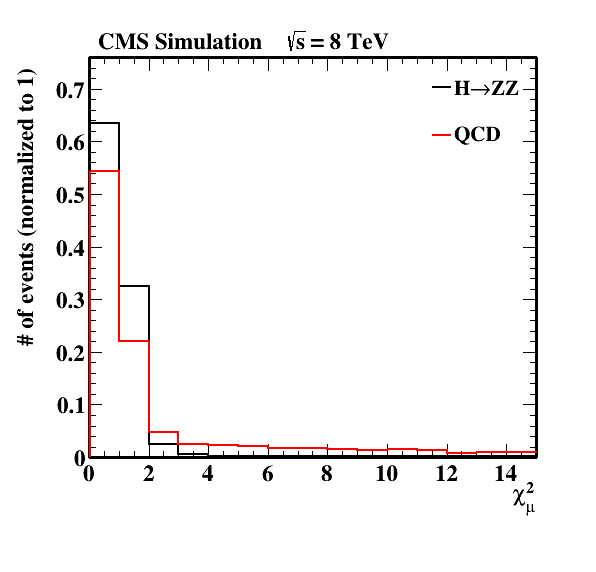 CMS Simulation √s = 8 TeV
# of events (normalized to 1)
0.7
0.6
0.5
0.4
0.3
0.2
0.1
0
H→ZZ
QCD
0 2 4 6 8 10 12 14
χ²μ